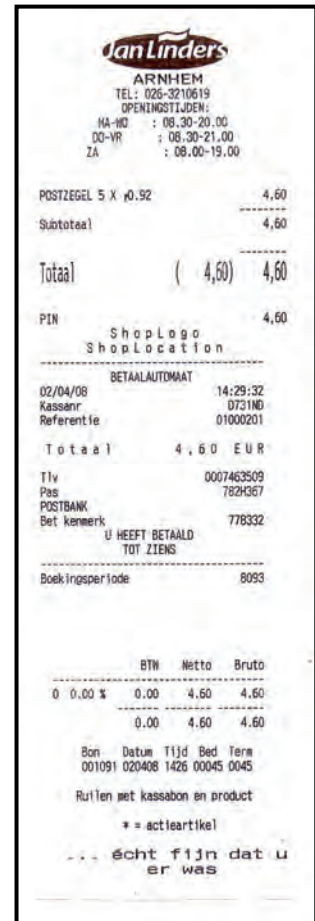 Jan Linders
ARNHEM
TEL: 026-3210619
OPENINGSTIJDEN:
MA-WO : 08.30-20.00
DO-VR : 08.30-21.00
ZA : 08.00-19.00
POSTZEGEL 5 X 0.92 4,60
Subtotaal 4,60
Totaal ( 4,60) 4,60
PIN 4,60
ShopLogo
ShopLocation
BETAALAUTOMAAT
02/04/08 14:29:32
Kassanr D731ND
Referentie 01000201
Totaal 4,60 EUR
Tlv 0007463509
Pas 782H367
POSTBANK
Bet kenmerk 778332
U HEEFT BETAALD
TOT ZIENS
Boekingsperiode 8093
BTW Netto Bruto
0 0.00 % 0.00 4.60 4.60
0.00 4.60 4.60
Bon Datum Tijd Bed Term
001091 020408 1426 00045 0045
Ruilen met kassabon en product
* = actieartikel
... écht fijn dat u
er was